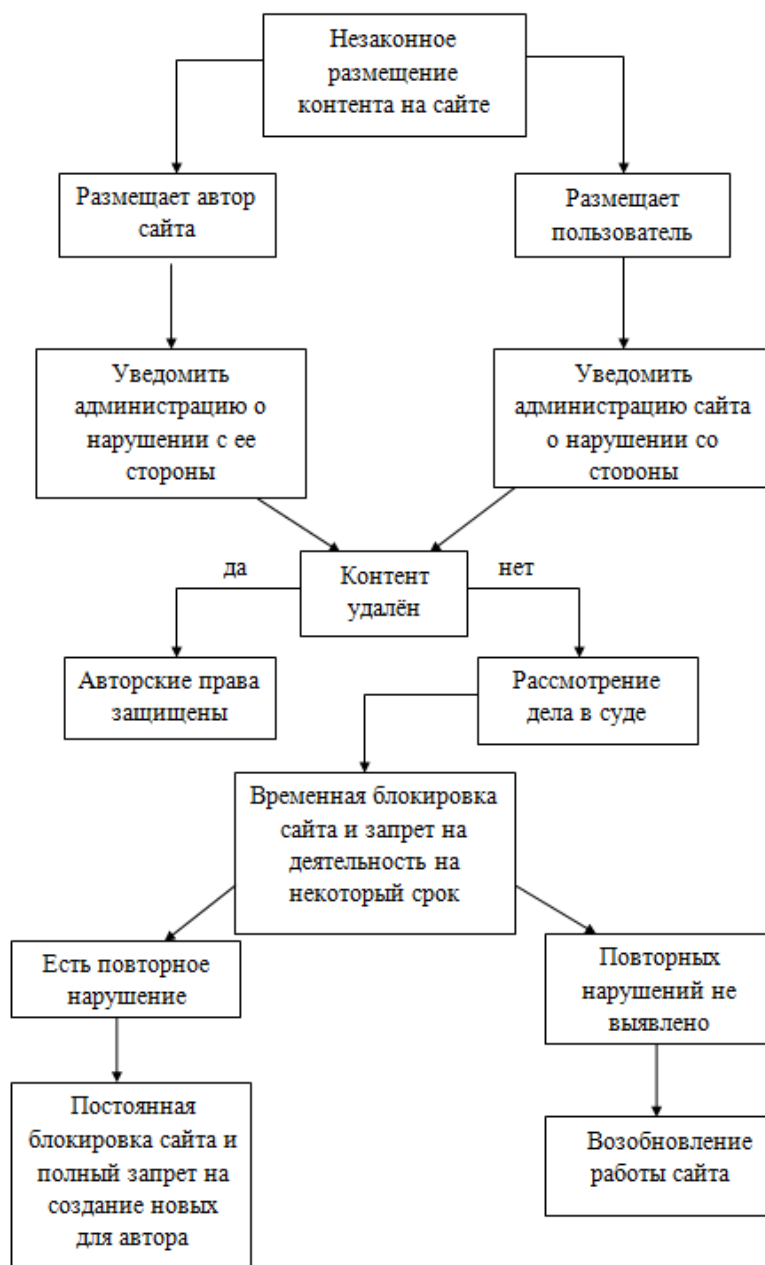 Незаконное
размещение
контента на сайте
Размещает автор
сайта
Размещает
пользователь
Уведомить
администрацию о
нарушении с ее
стороны
Уведомить
администрацию сайта
о нарушении со
стороны
да
Контент
удалён
нет
Авторские права
защищены
Рассмотрение
дела в суде
Временная блокировка
сайта и запрет на
деятельность на
некоторый срок
Есть повторное
нарушение
Повторных
нарушений не
выявлено
Постоянная
блокировка сайта и
полный запрет на
создание новых
для автора
Возобновление
работы сайта